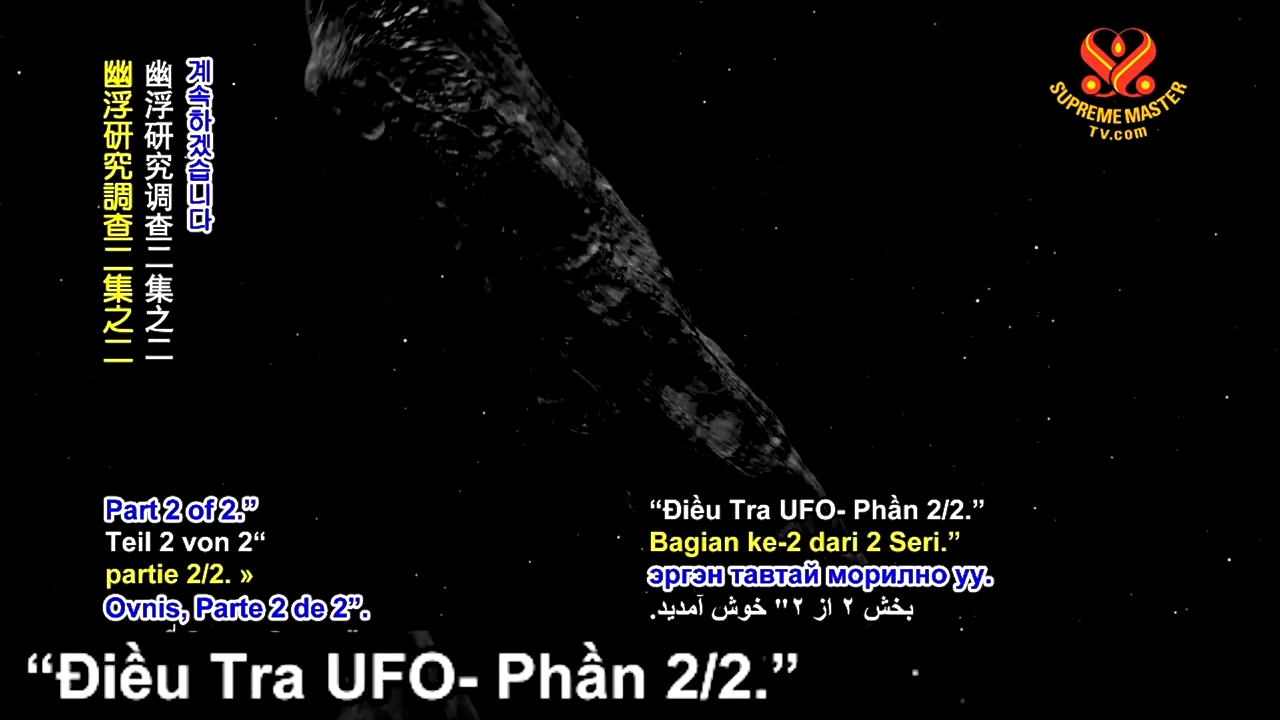 계속하겠습니다
幽浮研究调查二集之二
幽浮研究調查二集之二
SUPREME MASTER
TV.com
Part 2 of 2.”
Teil 2 von 2“
partie 2/2. »
Ovnis, Parte 2 de 2”.
“Điều Tra UFO- Phần 2/2.”
Bagian ke-2 dari 2 Seri.”
эргэн тавтай морилно уу.
بخش ۲ از ۲" خوش آمدید.
“Điều Tra UFO- Phần 2/2.”